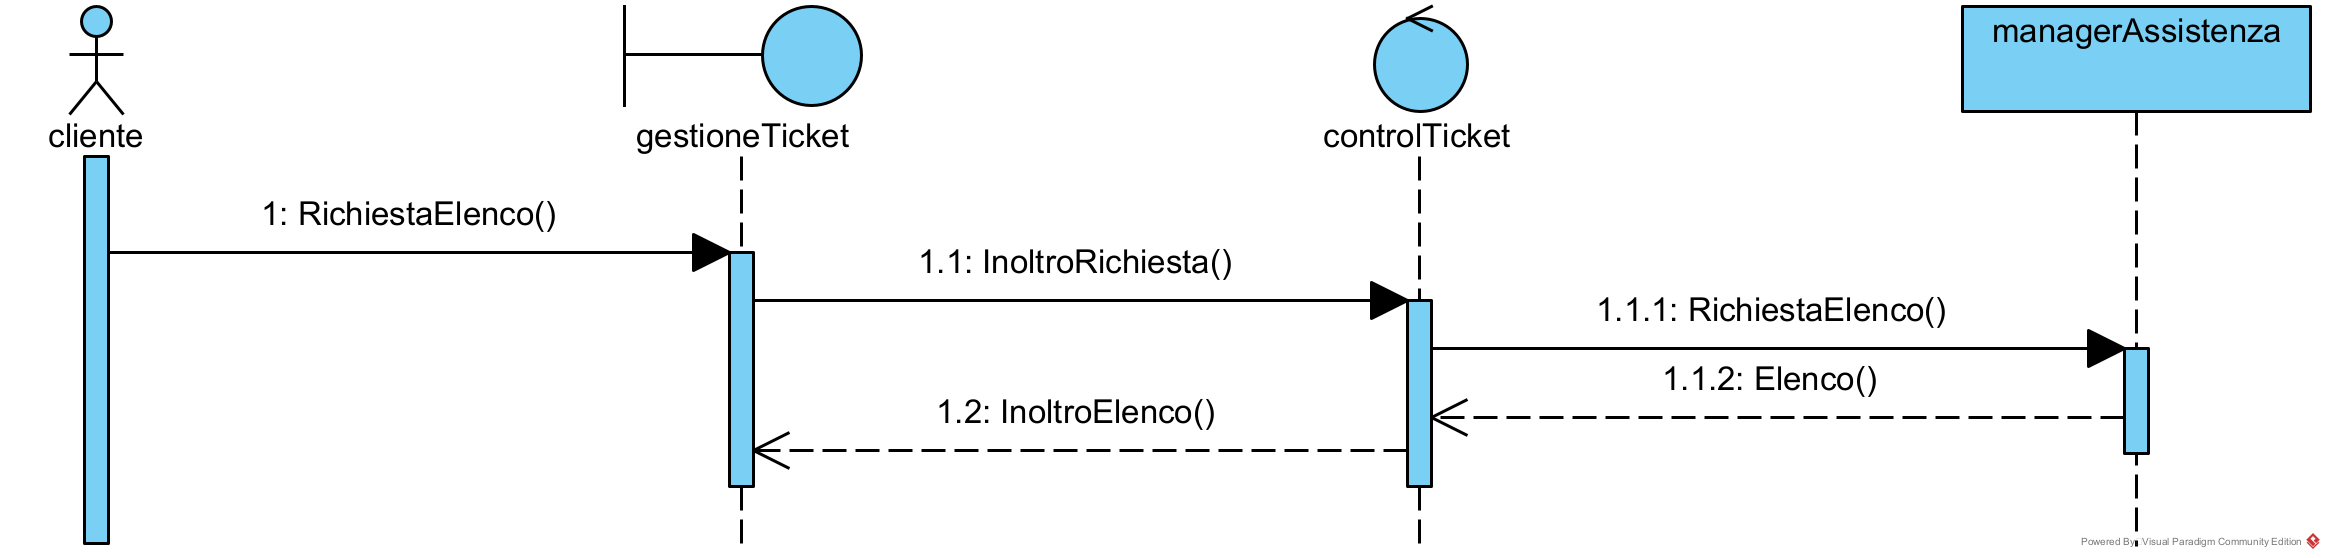 managerAssistenza
cliente
gestioneTicket
controlTicket
1: RichiestaElenco()
1.1: InoltroRichiesta()
1.1.1: RichiestaElenco()
1.1.2: Elenco()
1.2: InoltroElenco()
Powered By Visual Paradigm Community Edition